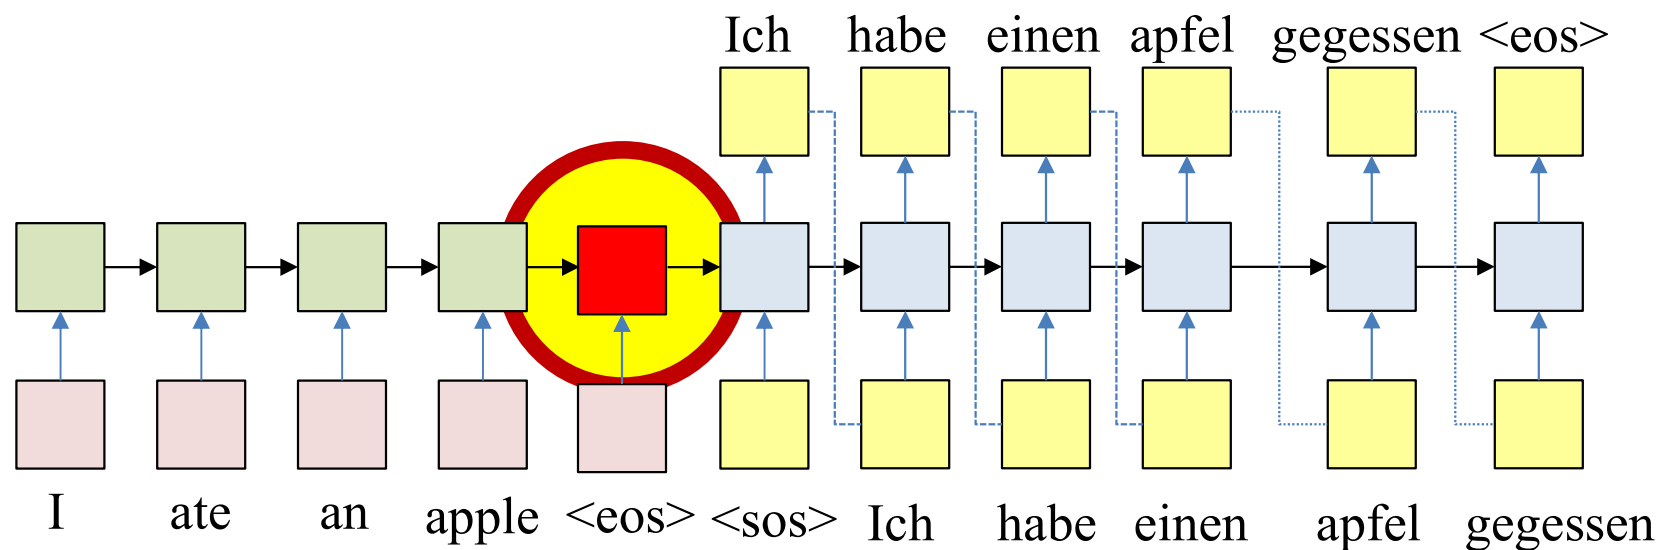 Ich habe einen apfel gegessen <eos>
I ate an apple <eos> <sos> Ich habe einen apfel gegessen